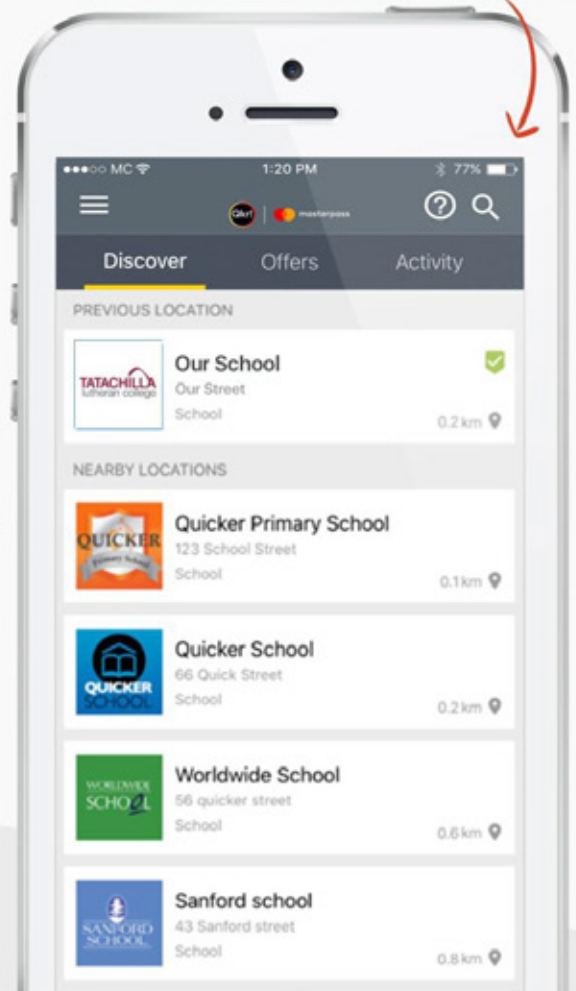 MC
1:20 PM
77%
Qkr!
masterpass
Discover
Offers
Activity
PREVIOUS LOCATION
TATACHILLA
lutheran college
Our School
Our Street
School
0.2 km
NEARBY LOCATIONS
QUICKER
Primary School
Quicker Primary School
123 School Street
School
0.1 km
QUICKER
SCHOOL
Quicker School
66 Quick Street
School
0.2 km
WORLDWIDE
SCHOOL
Worldwide School
56 quicker street
School
0.6 km
SANFORD
SCHOOL
Sanford school
43 Sanford street
School
0.8 km